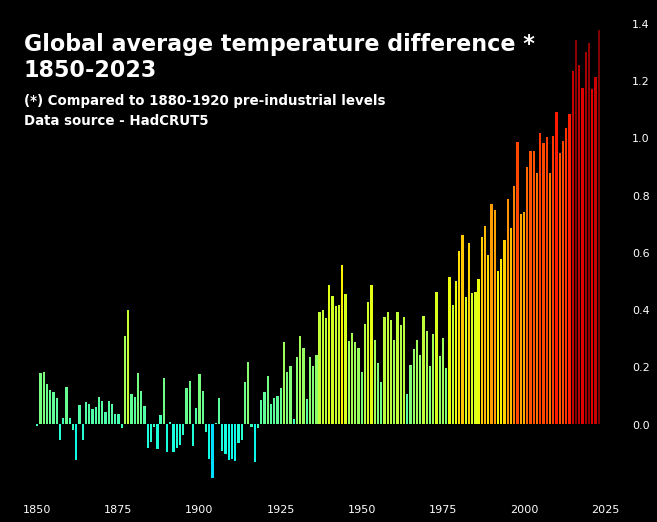 Global average temperature difference *
1850-2023
(*) Compared to 1880-1920 pre-industrial levels
Data source - HadCRUT5
1.4
1.2
1.0
0.8
0.6
0.4
0.2
0.0
1850 1875 1900 1925 1950 1975 2000 2025